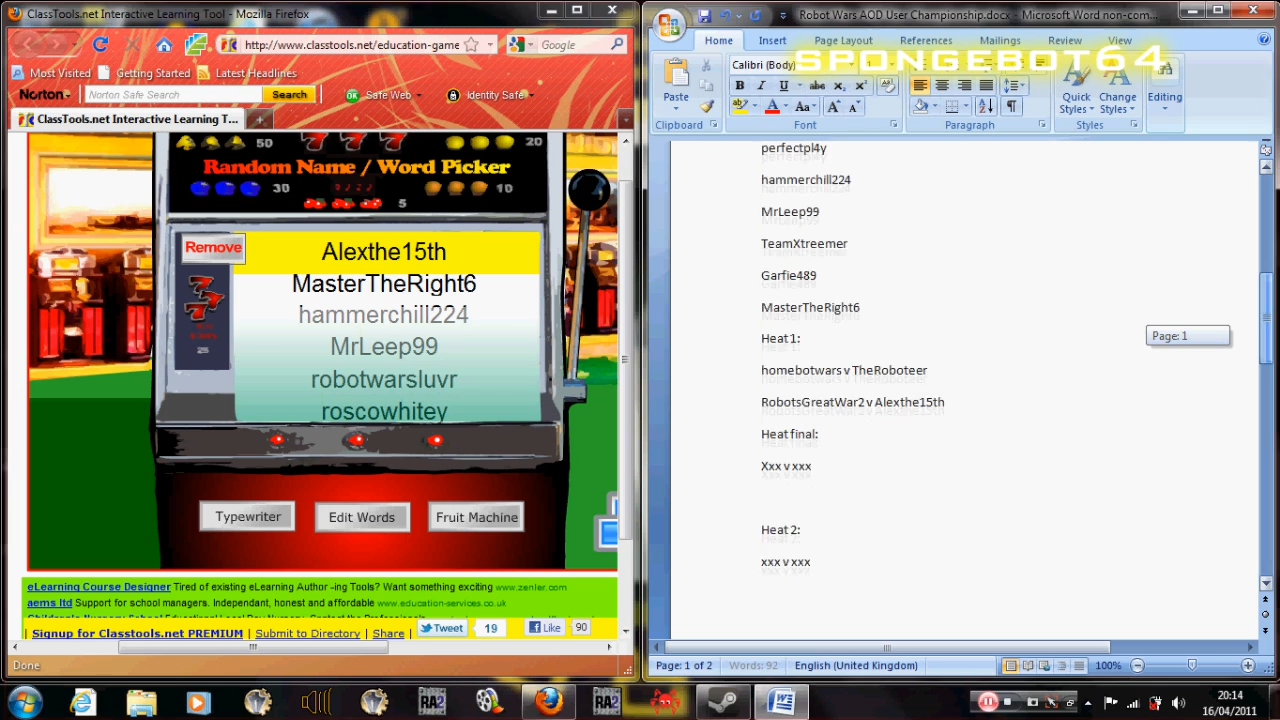 ClassTools.net Interactive Learning Tool - Mozilla Firefox
http://www.classtools.net/education-game
Google
Most Visited Getting Started Latest Headlines
Norton Norton Safe Search Search Safe Web Identity Safe
ClassTools.net Interactive Learning T...
50 20
Random Name / Word Picker
30 10
5
Remove
Alexthe15th
MasterTheRight6
hammerchill224
MrLeep99
robotwarsluvr
roscowhitey
Typewriter Edit Words Fruit Machine
eLearning Course Designer Tired of existing eLearning Author -ing Tools? Want something exciting www.zenler.com
aems ltd Support for school managers. Independant, honest and affordable www.education-services.co.uk
Signup for Classtools.net PREMIUM | Submit to Directory | Share | Tweet 19 Like 90
Done
Robot Wars AOD User Championship.docx - Microsoft Word non-com...
Home Insert Page Layout References Mailings Review View
SPONGEBOT64
Calibri (Body)
Paste
B I U abc x₂ x²
Aa A A
Quick Styles Change Styles Editing
Clipboard Font Paragraph Styles
perfectpl4y
hammerchill224
MrLeep99
TeamXtreemer
Garfie489
MasterTheRight6
Page: 1
Heat 1:
homebotwars v TheRoboteer
RobotsGreatWar2 v Alexthe15th
Heat final:
Xxx v xxx
Heat 2:
xxx v xxx
Page: 1 of 2 Words: 92 English (United Kingdom) 100%
RA2 RA2
20:14
16/04/2011